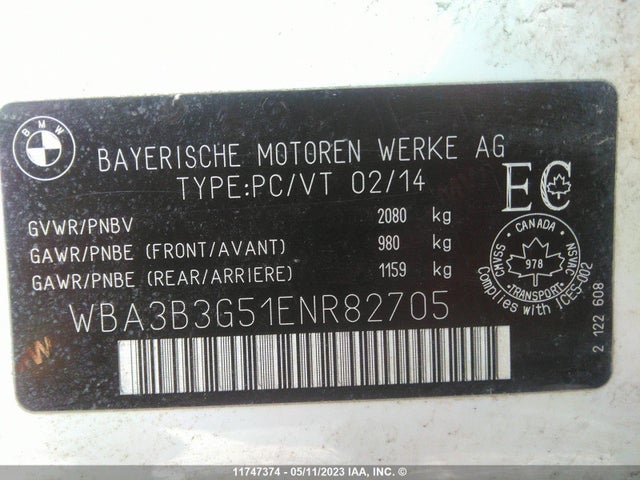 BMW
BAYERISCHE MOTOREN WERKE AG
TYPE:PC/VT 02/14
EC
GVWR/PNBV 2080 kg
GAWR/PNBE (FRONT/AVANT) 980 kg
GAWR/PNBE (REAR/ARRIERE) 1159 kg
CANADA
CMVSS
NSVAC
978
TRANSPORT
Complies with ICES-002
WBA3B3G51ENR82705
2 122 608
11747374 - 05/11/2023 IAA, INC. ©